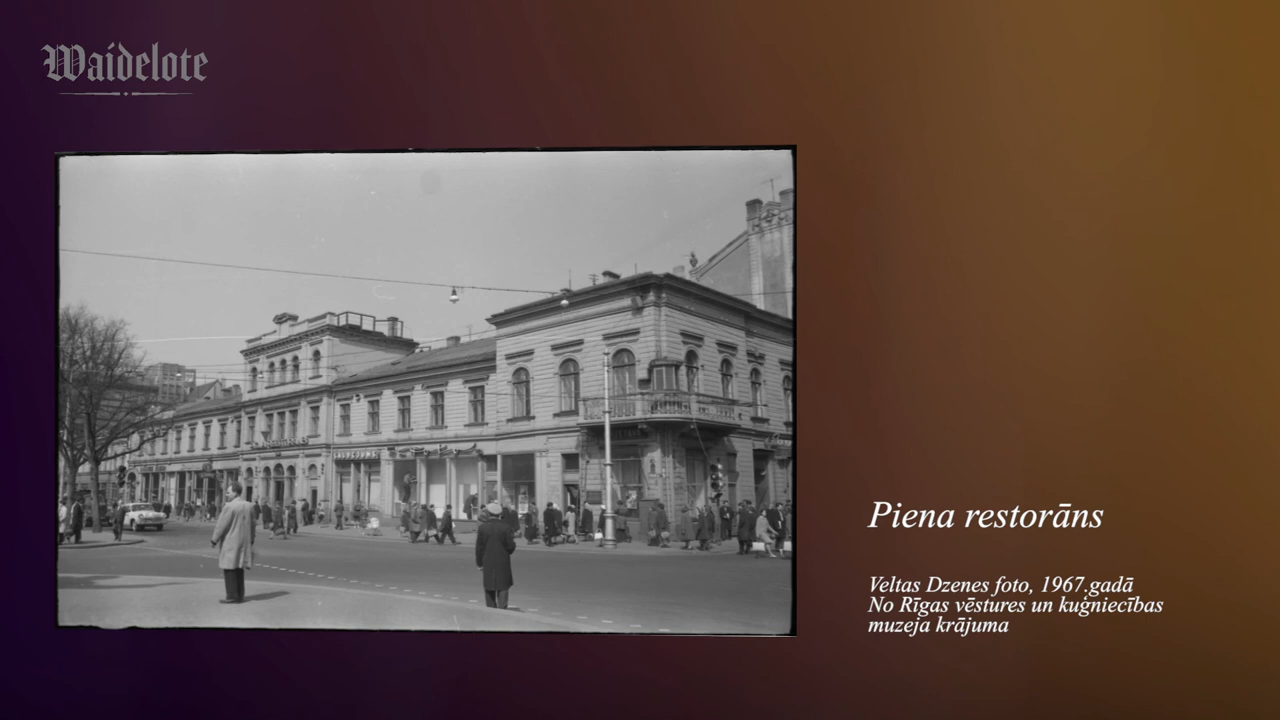 Waidelote
Piena restorāns
Veltas Dzenes foto, 1967.gadā
No Rīgas vēstures un kuģniecības
muzeja krājuma